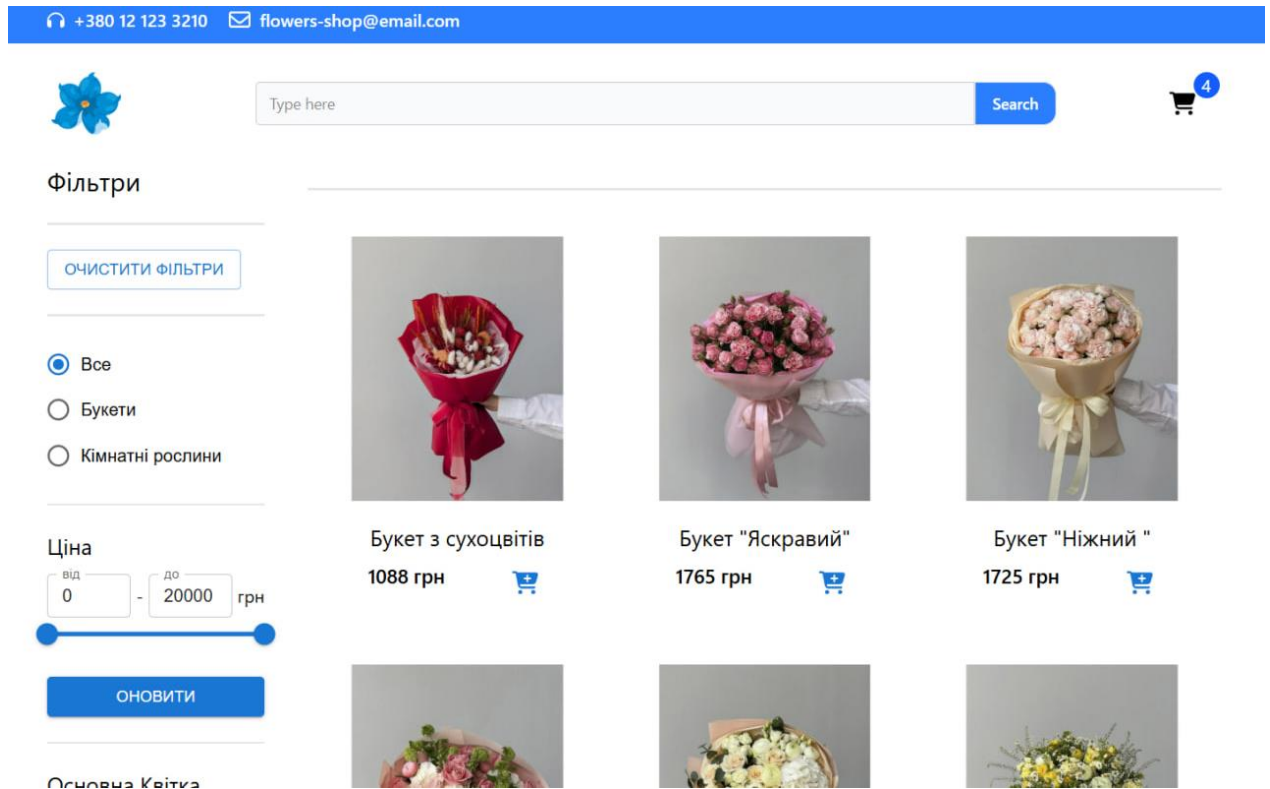 +380 12 123 3210 flowers-shop@email.com
Type here Search 4
Фільтри
ОЧИСТИТИ ФІЛЬТРИ
Все
Букети
Кімнатні рослини
Ціна
від до
0 - 20000 грн
ОНОВИТИ
Основна Квітка
Букет з сухоцвітів
1088 грн
Букет "Яскравий"
1765 грн
Букет "Ніжний "
1725 грн